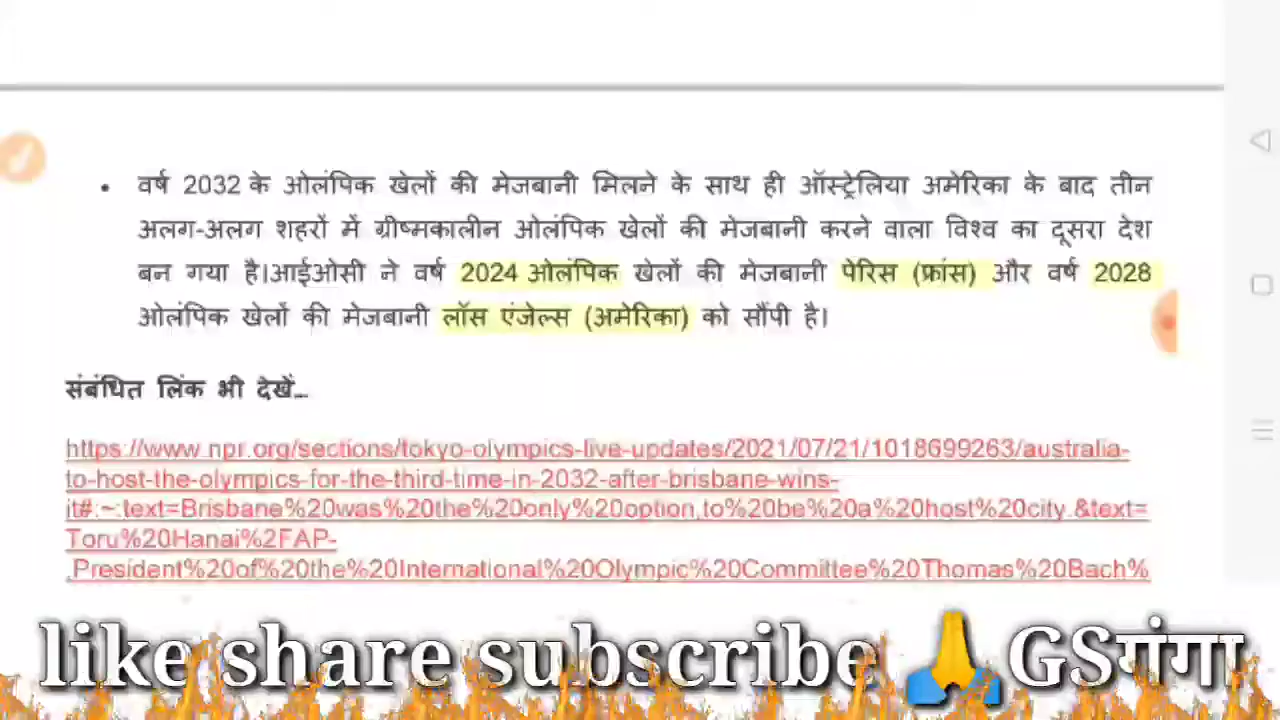 • वर्ष 2032 के ओलंपिक खेलों की मेजबानी मिलने के साथ ही ऑस्ट्रेलिया अमेरिका के बाद तीन
अलग-अलग शहरों में ग्रीष्मकालीन ओलंपिक खेलों की मेजबानी करने वाला विश्व का दूसरा देश
बन गया है।आईओसी ने वर्ष 2024 ओलंपिक खेलों की मेजबानी पेरिस (फ्रांस) और वर्ष 2028
ओलंपिक खेलों की मेजबानी लॉस एंजेल्स (अमेरिका) को सौंपी है।
संबंधित लिंक भी देखें…
https://www.npr.org/sections/tokyo-olympics-live-updates/2021/07/21/1018699263/australia-
to-host-the-olympics-for-the-third-time-in-2032-after-brisbane-wins-
it#:~:text=Brisbane%20was%20the%20only%20option,to%20be%20a%20host%20city.&text=
Toru%20Hanai%2FAP-
,President%20of%20the%20International%20Olympic%20Committee%20Thomas%20Bach%
like share subscribe 🙏 GSगंगा